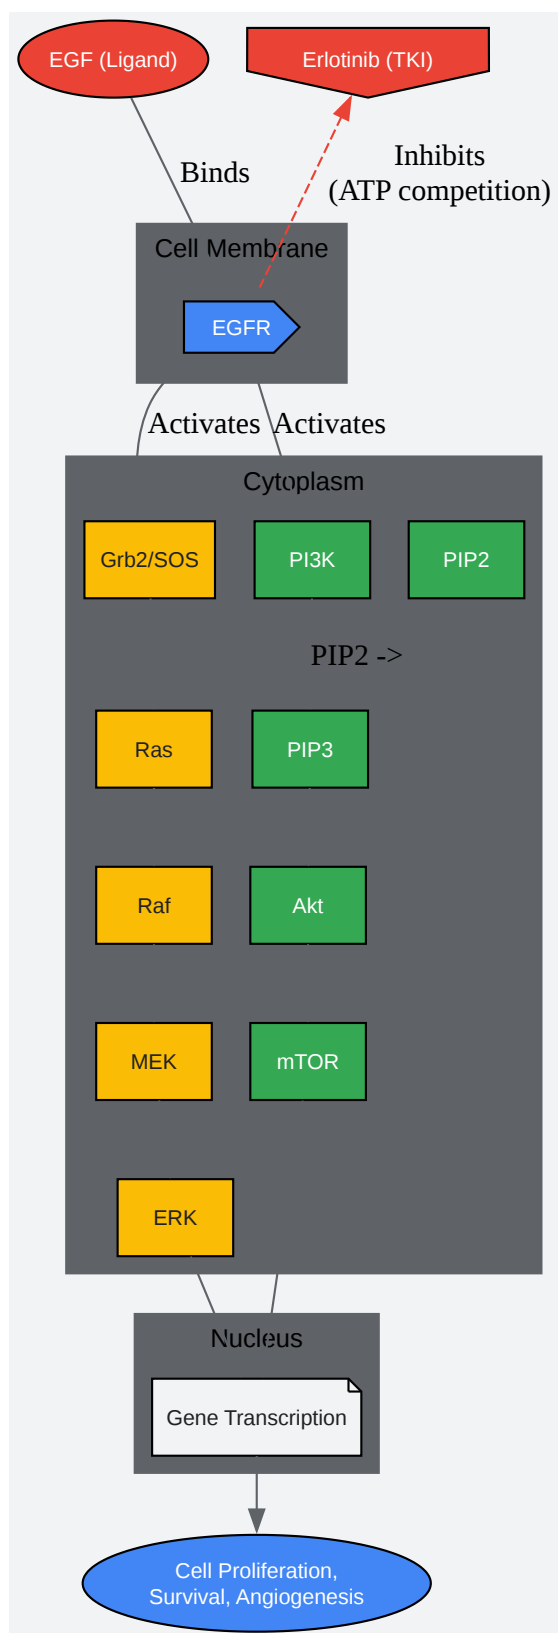 EGF (Ligand)
Erlotinib (TKI)
Binds
Inhibits
(ATP competition)
Cell Membrane
EGFR
Activates
Activates
Cytoplasm
Grb2/SOS
PI3K
PIP2
PIP2 ->
Ras
PIP3
Raf
Akt
MEK
mTOR
ERK
Nucleus
Gene Transcription
Cell Proliferation,
Survival, Angiogenesis